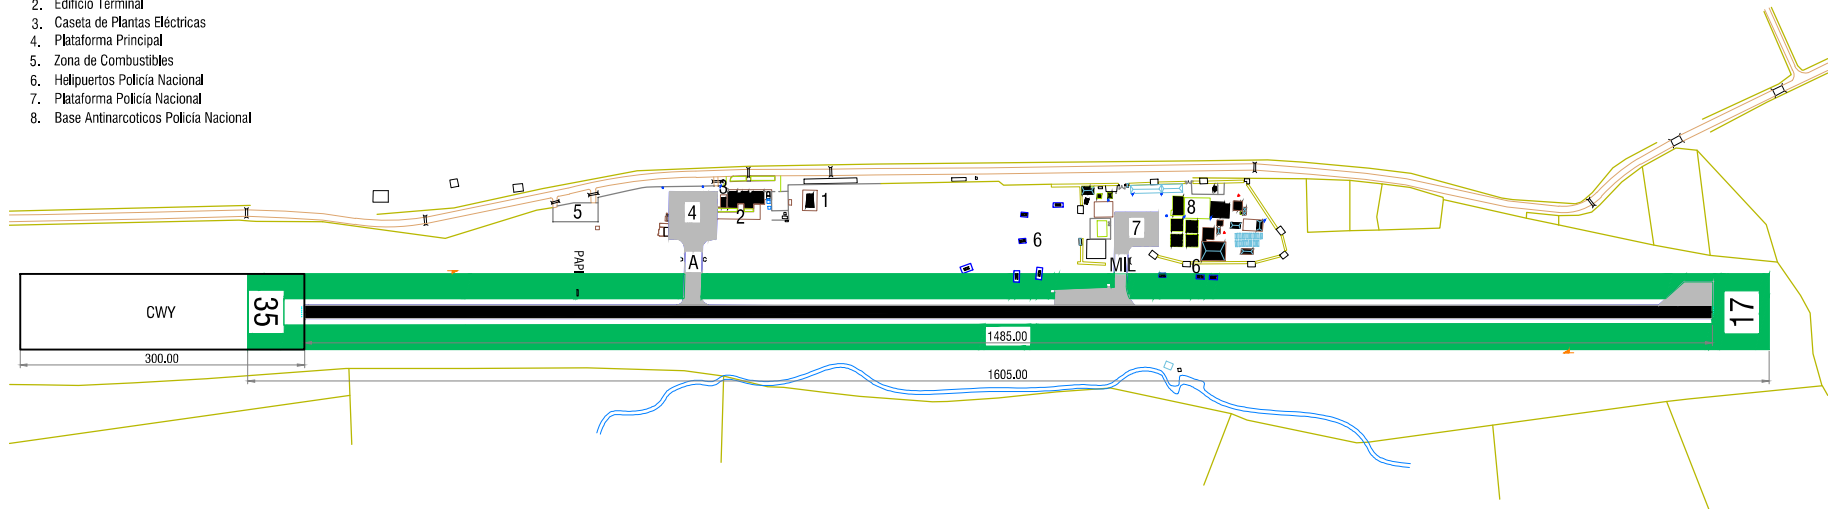 2. Edificio Terminal
3. Caseta de Plantas Eléctricas
4. Plataforma Principal
5. Zona de Combustibles
6. Helipuertos Policía Nacional
7. Plataforma Policía Nacional
8. Base Antinarcoticos Policía Nacional
3
1
2
4
5
8
7
6
6
A
MIL
PAPI
CWY
35
17
1485.00
300.00
1605.00